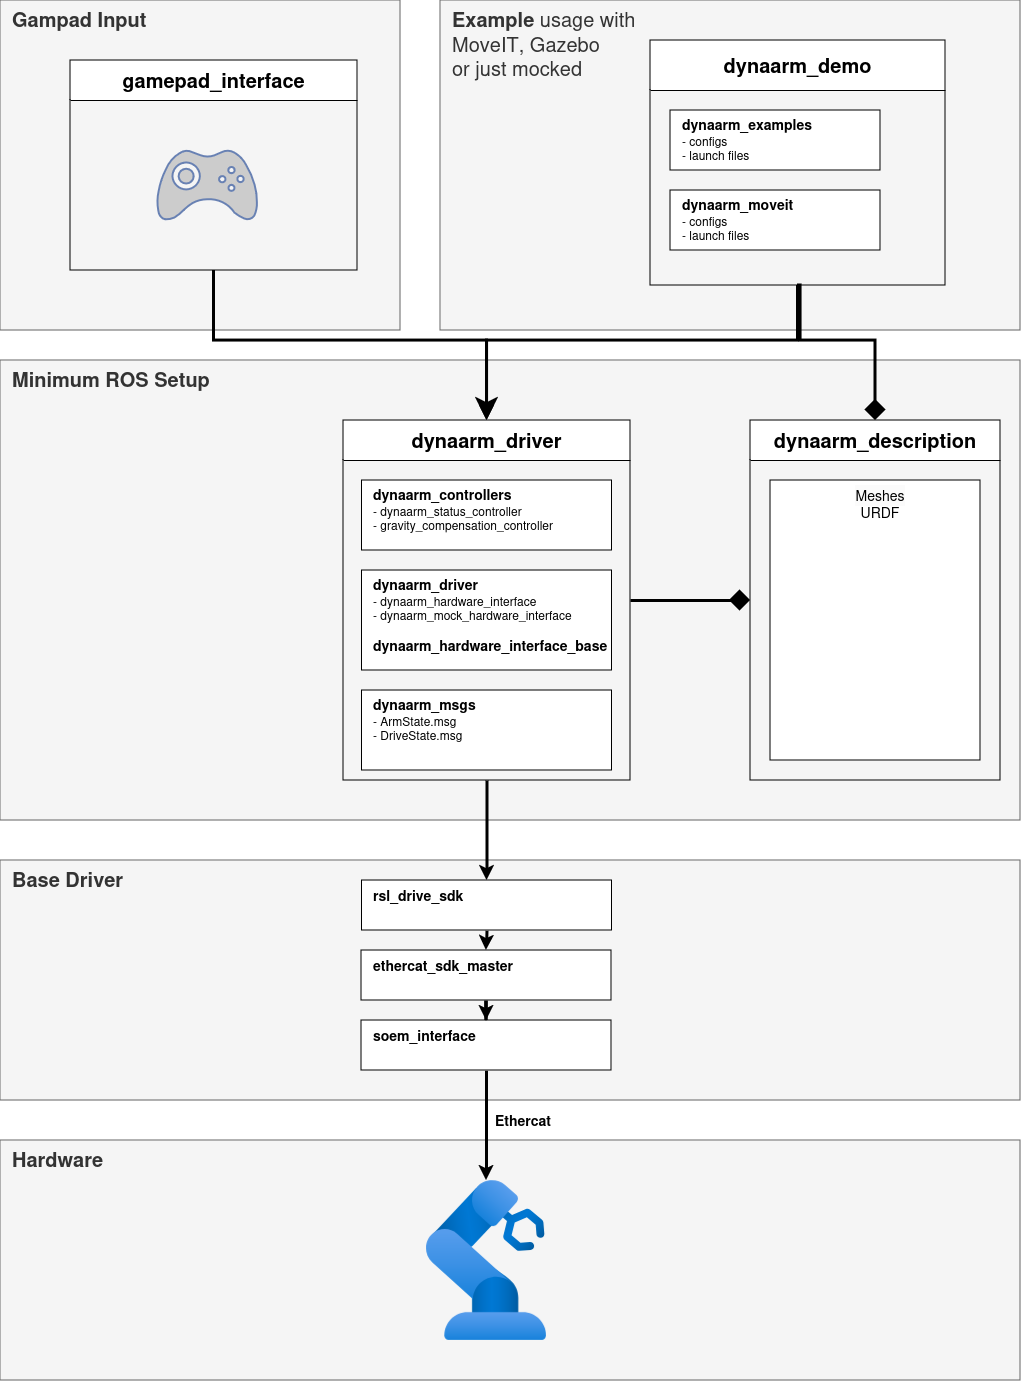 Gampad Input
gamepad_interface
Example usage with
MoveIT, Gazebo
or just mocked
dynaarm_demo
dynaarm_examples
- configs
- launch files
dynaarm_moveit
- configs
- launch files
Minimum ROS Setup
dynaarm_driver
dynaarm_controllers
- dynaarm_status_controller
- gravity_compensation_controller
dynaarm_driver
- dynaarm_hardware_interface
- dynaarm_mock_hardware_interface
dynaarm_hardware_interface_base
dynaarm_msgs
- ArmState.msg
- DriveState.msg
dynaarm_description
Meshes
URDF
Base Driver
rsl_drive_sdk
ethercat_sdk_master
soem_interface
Ethercat
Hardware